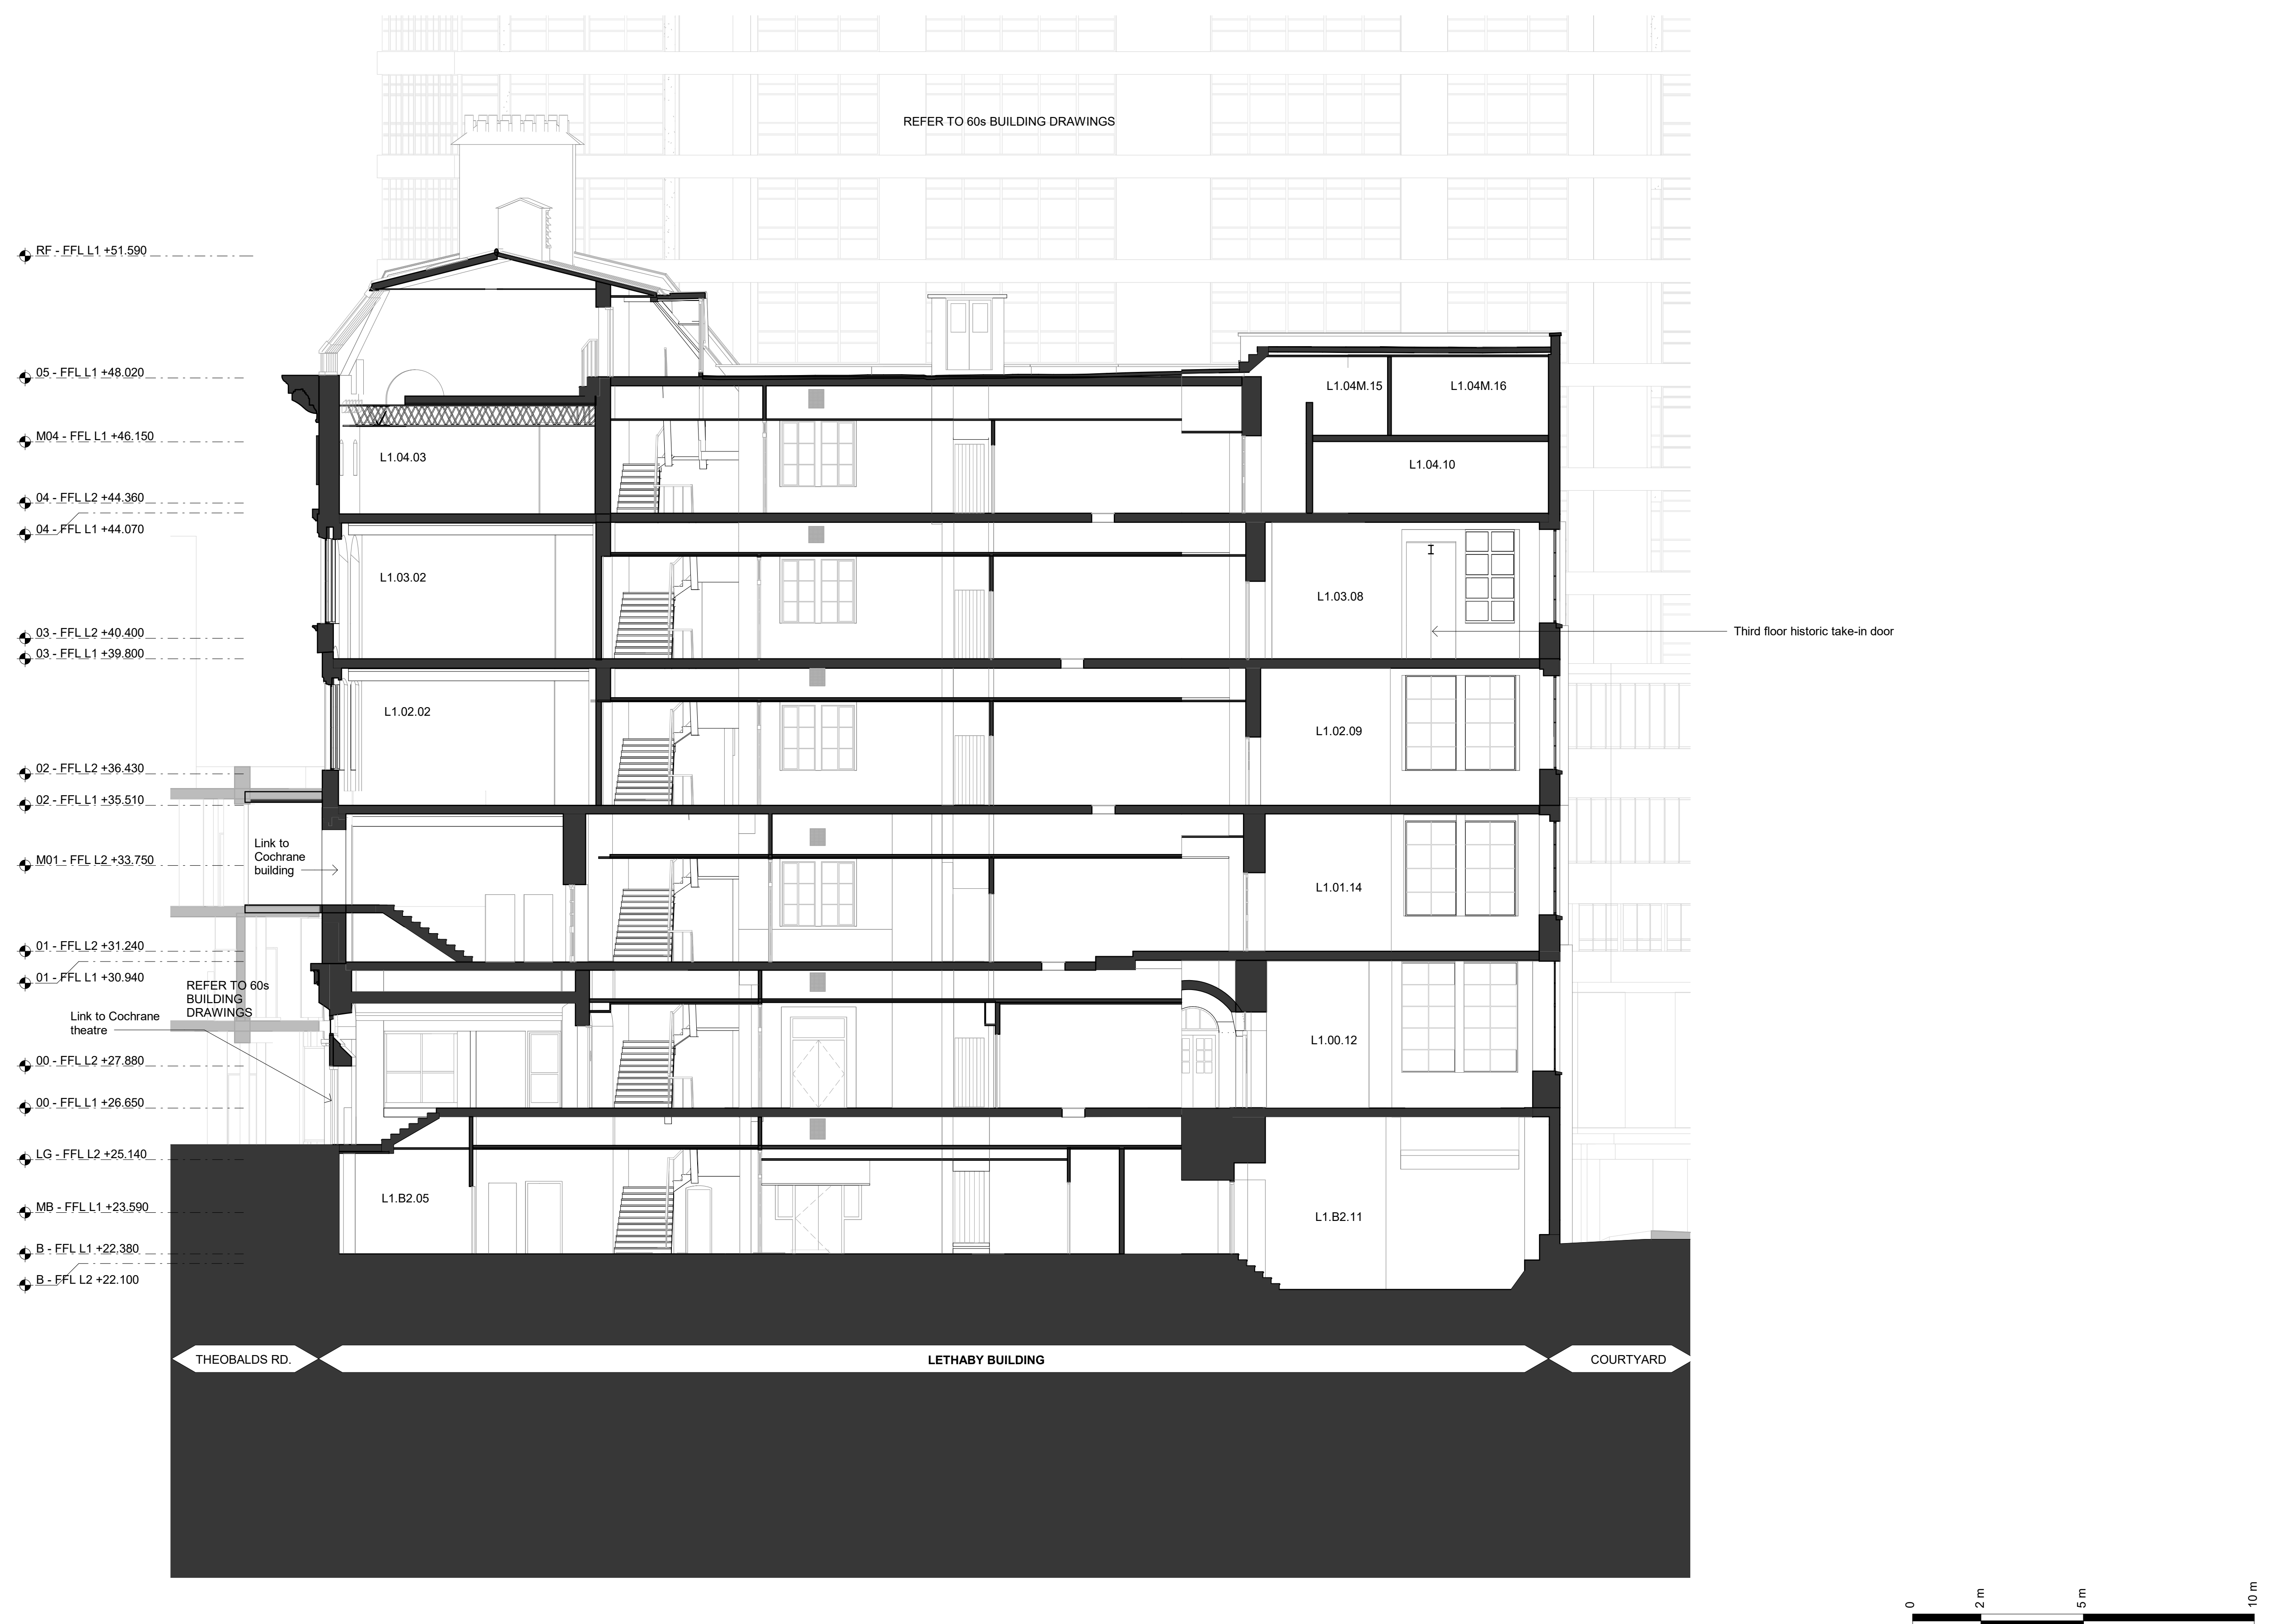 REFER TO 60s BUILDING DRAWINGS
RF - FFL L1 +51.590
05 - FFL L1 +48.020
L1.04M.15
L1.04M.16
M04 - FFL L1 +46.150
L1.04.03
L1.04.10
04 - FFL L2 +44.360
04 - FFL L1 +44.070
L1.03.02
L1.03.08
03 - FFL L2 +40.400
Third floor historic take-in door
03 - FFL L1 +39.800
L1.02.02
L1.02.09
02 - FFL L2 +36.430
02 - FFL L1 +35.510
Link to
Cochrane
building
M01 - FFL L2 +33.750
L1.01.14
01 - FFL L2 +31.240
01 - FFL L1 +30.940
REFER TO 60s
BUILDING
DRAWINGS
Link to Cochrane
theatre
L1.00.12
00 - FFL L2 +27.880
00 - FFL L1 +26.650
LG - FFL L2 +25.140
L1.B2.05
MB - FFL L1 +23.590
L1.B2.11
B - FFL L1 +22.380
B - FFL L2 +22.100
THEOBALDS RD.
LETHABY BUILDING
COURTYARD
0
2 m
5 m
10 m